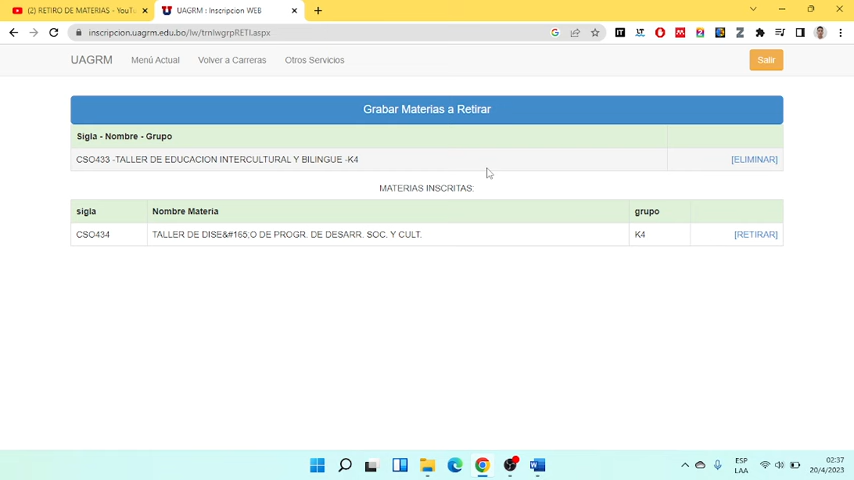 (2) RETIRO DE MATERIAS - YouTu
UAGRM : Inscripcion WEB
inscripcion.uagrm.edu.bo/lw/trnlwgrpRETI.aspx
UAGRM
Menú Actual
Volver a Carreras
Otros Servicios
Salir
Grabar Materias a Retirar
Sigla - Nombre - Grupo
CSO433 -TALLER DE EDUCACION INTERCULTURAL Y BILINGUE -K4
[ELIMINAR]
MATERIAS INSCRITAS:
sigla
Nombre Materia
grupo
CSO434
TALLER DE DISE&#165;O DE PROGR. DE DESARR. SOC. Y CULT.
K4
[RETIRAR]
ESP
LAA
02:37
20/4/2023